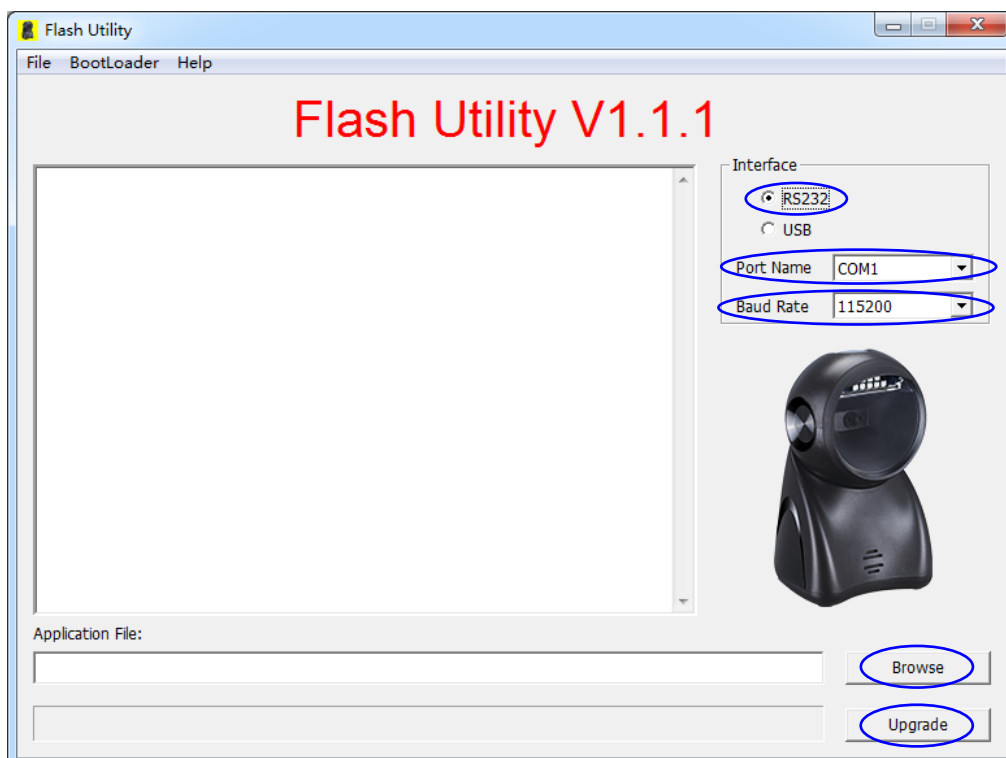 Flash Utility
File BootLoader Help
Flash Utility V1.1.1
Interface
RS232
USB
Port Name COM1
Baud Rate 115200
Application File:
Browse
Upgrade